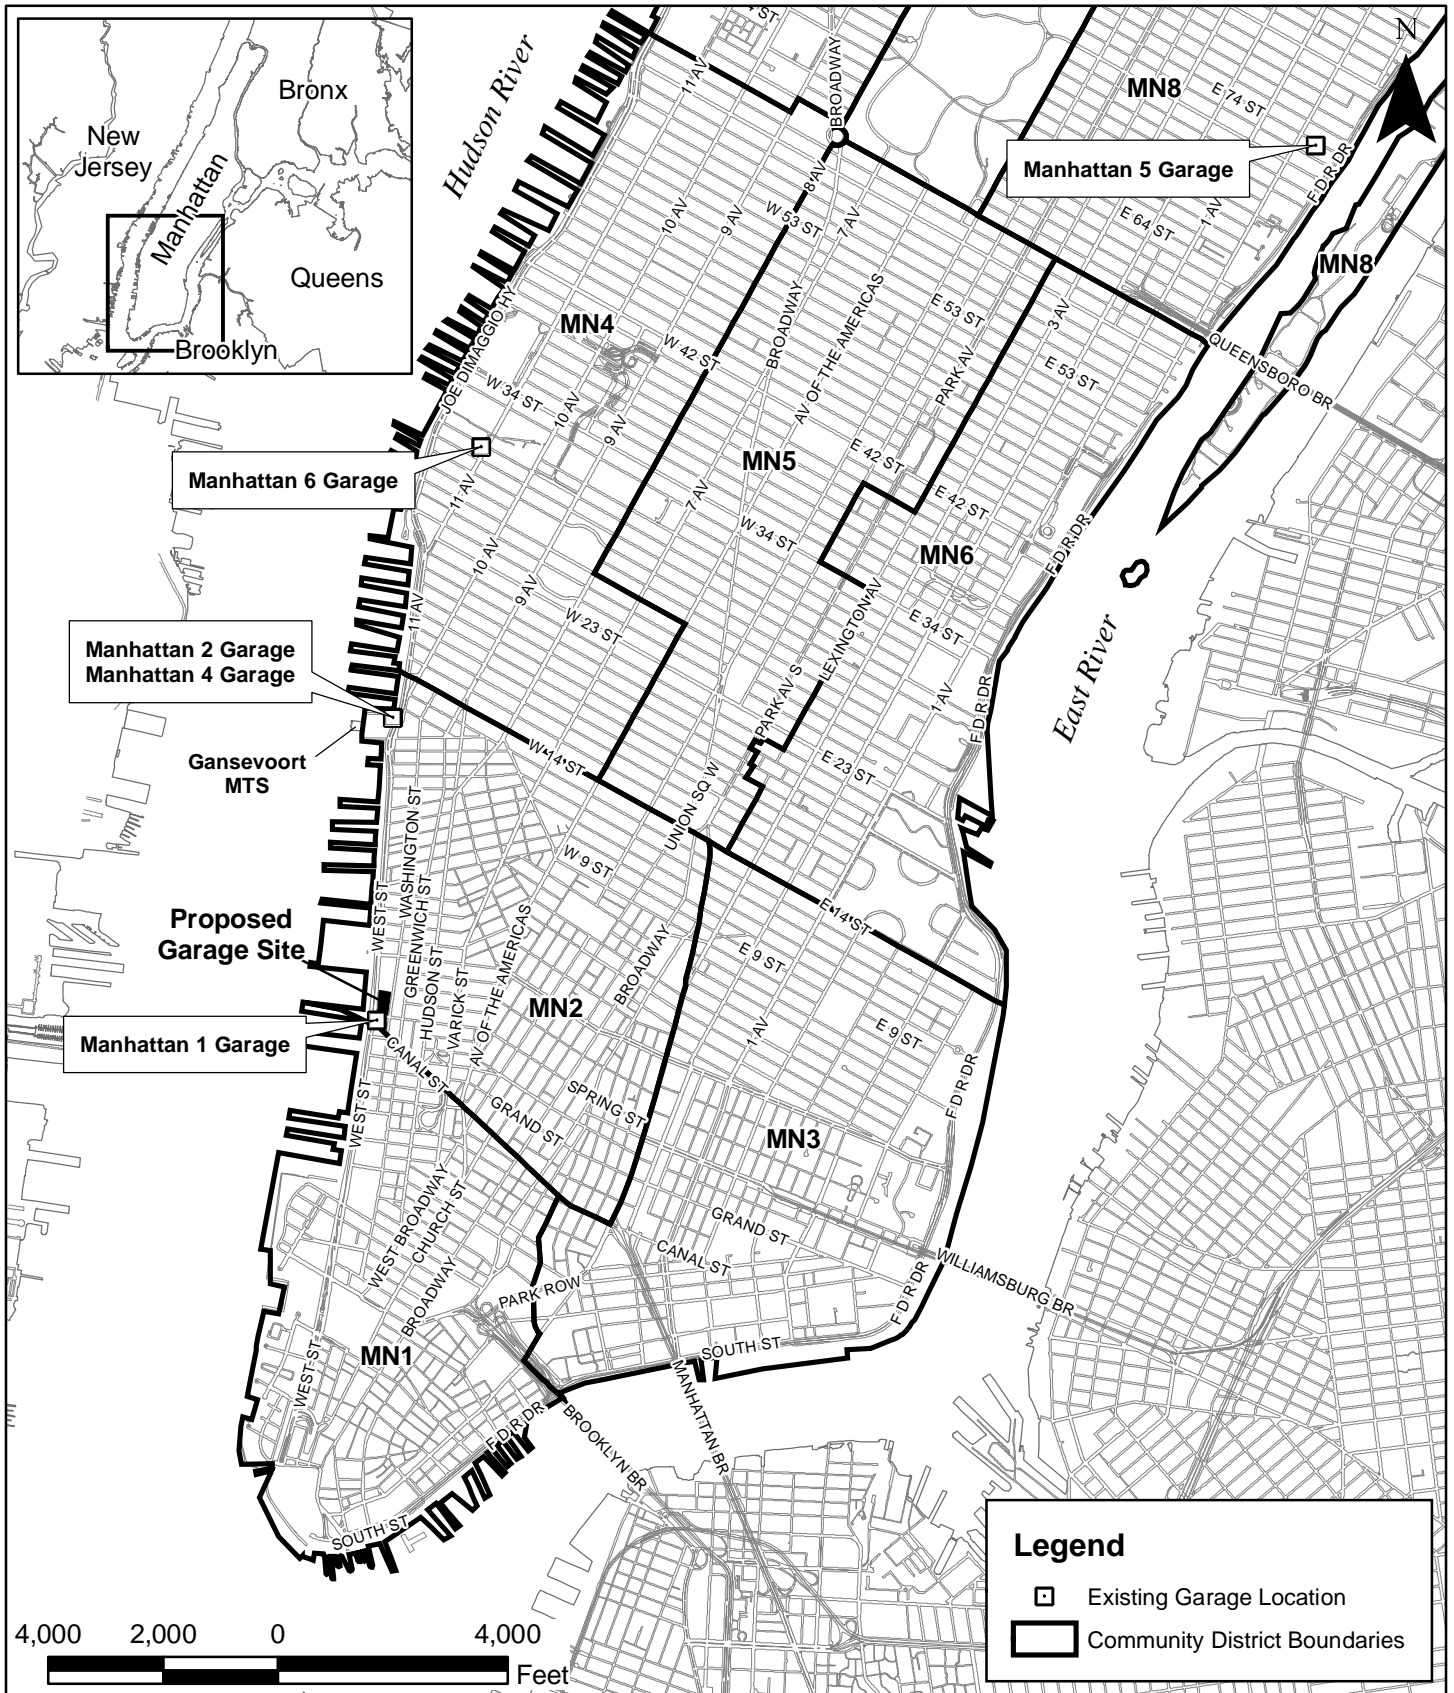 Bronx
New
Jersey
Manhattan
Queens
Brooklyn
Hudson River
N
ST
11 AV
BROADWAY
MN8
E 74 ST
Manhattan 5 Garage
F D R DR
8 AV
10 AV
9 AV
W 53 ST
7 AV
E 64 ST
1 AV
MN8
JOE DIMAGGIO HY
MN4
W 42 ST
BROADWAY
AV OF THE AMERICAS
E 53 ST
PARK AV
3 AV
E 53 ST
QUEENSBORO BR
W 34 ST
10 AV
9 AV
Manhattan 6 Garage
11 AV
MN5
E 42 ST
7 AV
W 34 ST
E 42 ST
F D R DR
MN6
10 AV
9 AV
11 AV
W 23 ST
LEXINGTON AV
E 34 ST
Manhattan 2 Garage
Manhattan 4 Garage
PARK AV S
1 AV
F D R DR
East River
Gansevoort
MTS
W 14 ST
E 23 ST
UNION SQ W
WASHINGTON ST
GREENWICH ST
W 9 ST
WEST ST
E 14 ST
Proposed
Garage Site
HUDSON ST
VARICK ST
AV OF THE AMERICAS
BROADWAY
E 9 ST
MN2
1 AV
E 9 ST
Manhattan 1 Garage
CANAL ST
F D R DR
WEST ST
GRAND ST
SPRING ST
MN3
WEST BROADWAY
CHURCH ST
BROADWAY
GRAND ST
CANAL ST
WILLIAMSBURG BR
PARK ROW
F D R DR
MN1
WEST ST
SOUTH ST
MANHATTAN BR
F D R DR
BROOKLYN BR
SOUTH ST
Legend
Existing Garage Location
Community District Boundaries
4,000 2,000 0 4,000
Feet